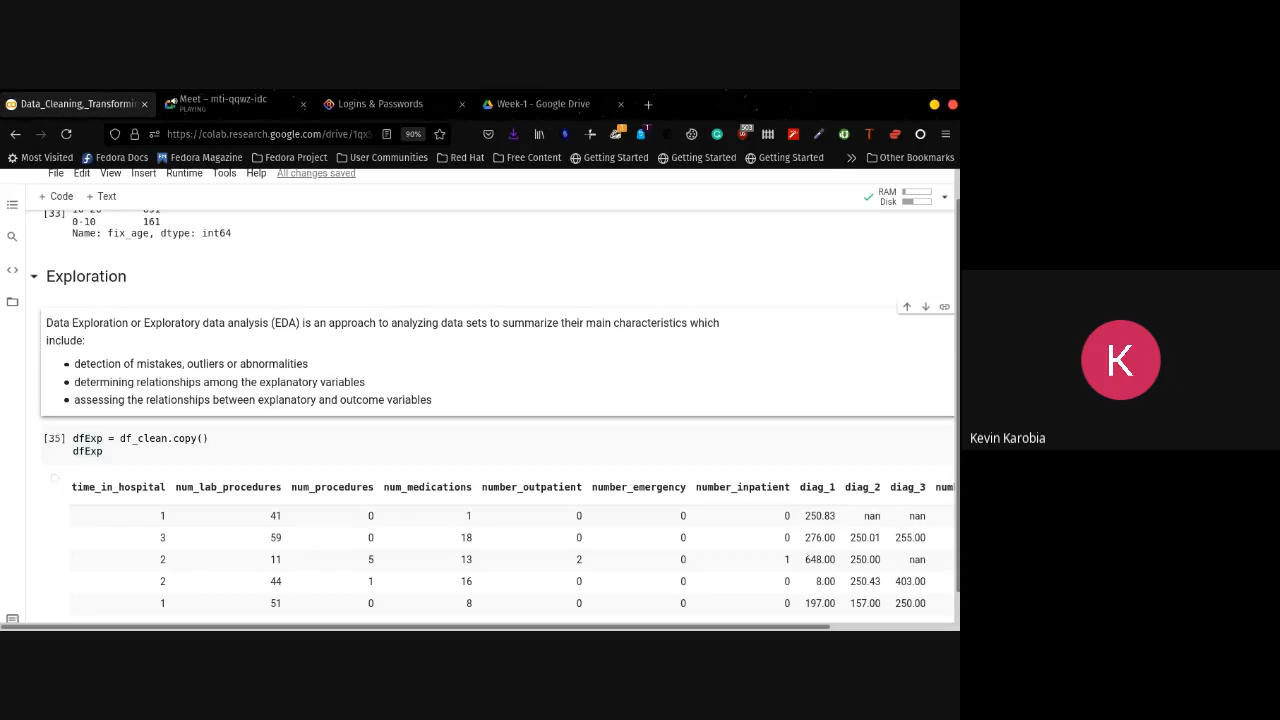 Data_Cleaning,_Transformin
Meet – mti-qqwz-idc
PLAYING
Logins & Passwords
Week-1 - Google Drive
https://colab.research.google.com/drive/1qx5
90%
503
1
1
Most Visited
Fedora Docs
Fedora Magazine
Fedora Project
User Communities
Red Hat
Free Content
Getting Started
Getting Started
Getting Started
Other Bookmarks
File Edit View Insert Runtime Tools Help All changes saved
+ Code + Text
RAM
Disk
[33]
0-10 161
Name: fix_age, dtype: int64
Exploration
Data Exploration or Exploratory data analysis (EDA) is an approach to analyzing data sets to summarize their main characteristics which
include:
detection of mistakes, outliers or abnormalities
determining relationships among the explanatory variables
assessing the relationships between explanatory and outcome variables
[35] dfExp = df_clean.copy()
dfExp
time_in_hospital num_lab_procedures num_procedures num_medications number_outpatient number_emergency number_inpatient diag_1 diag_2 diag_3
1 41 0 1 0 0 0 250.83 nan nan
3 59 0 18 0 0 0 276.00 250.01 255.00
2 11 5 13 2 0 1 648.00 250.00 nan
2 44 1 16 0 0 0 8.00 250.43 403.00
1 51 0 8 0 0 0 197.00 157.00 250.00
K
Kevin Karobia